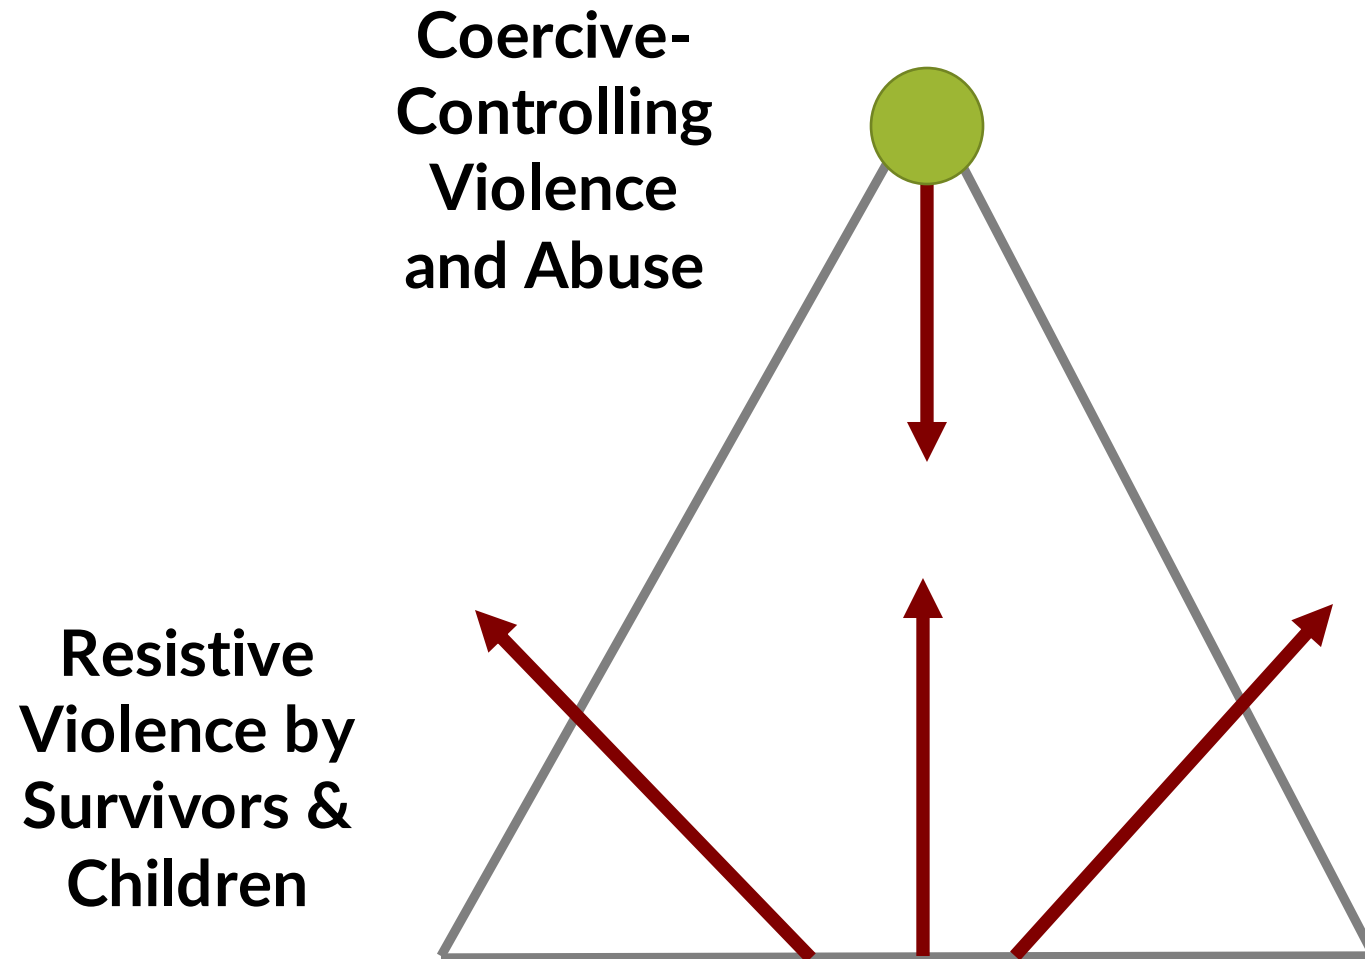 Coercive-
Controlling
Violence
and Abuse
Resistive
Violence by
Survivors &
Children